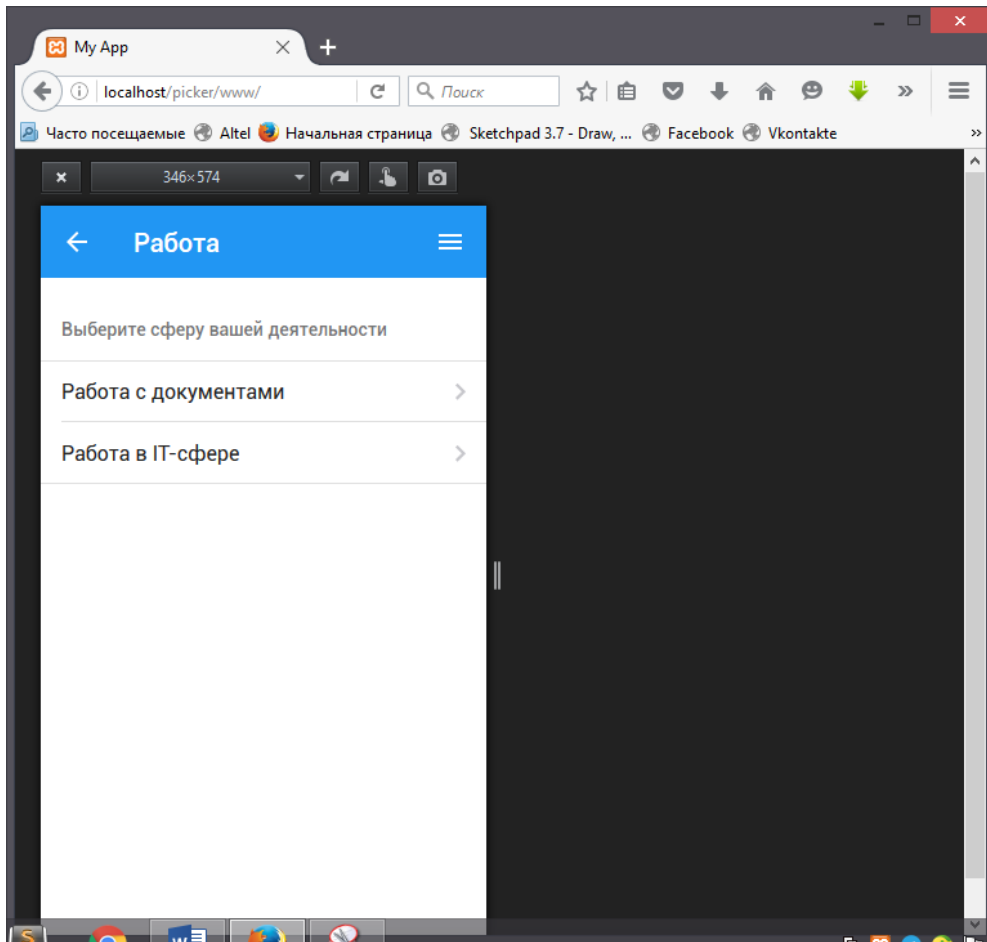 My App
localhost/picker/www/
Поиск
Часто посещаемые Altel Начальная страница Sketchpad 3.7 - Draw, ... Facebook Vkontakte
346×574
Работа
Выберите сферу вашей деятельности
Работа с документами
Работа в IT-сфере